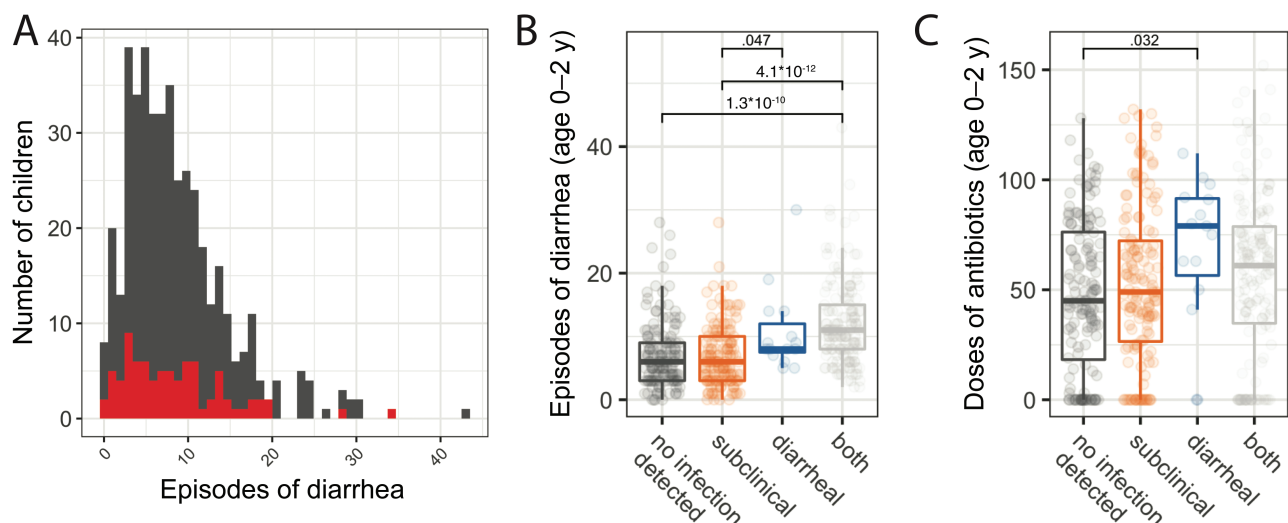 A
Number of children
40
30
20
10
0
0
10
20
30
40
Episodes of diarrhea
B
Episodes of diarrhea (age 0–2 y)
40
20
0
.047
4.1*10-12
1.3*10-10
no infection
detected
subclinical
diarrheal
both
C
Doses of antibiotics (age 0–2 y)
150
100
50
0
.032
no infection
detected
subclinical
diarrheal
both